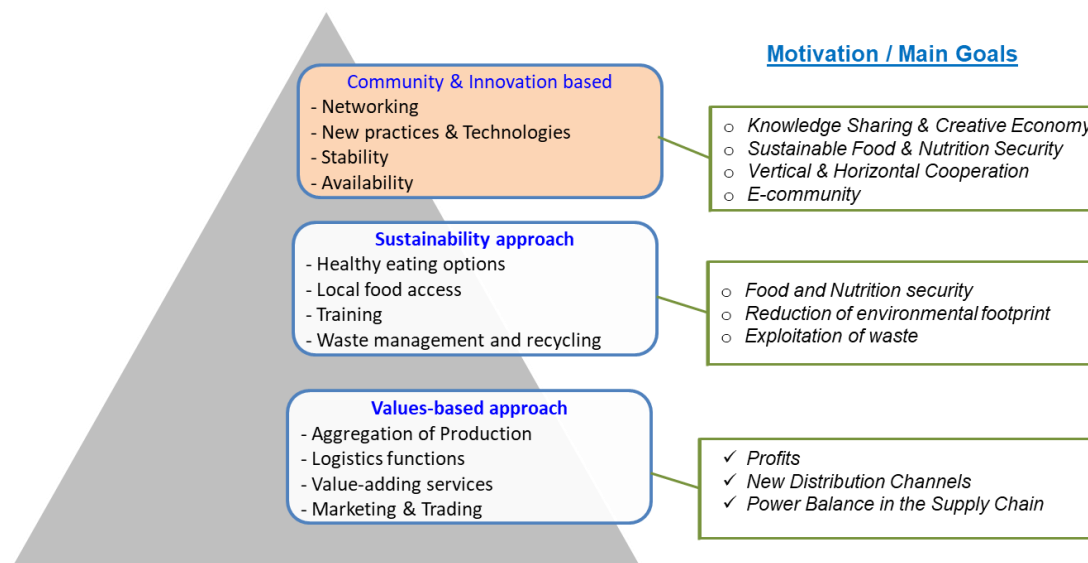 Motivation / Main Goals
Community & Innovation based
- Networking
- New practices & Technologies
- Stability
- Availability
o Knowledge Sharing & Creative Economy
o Sustainable Food & Nutrition Security
o Vertical & Horizontal Cooperation
o E-community
Sustainability approach
- Healthy eating options
- Local food access
- Training
- Waste management and recycling
o Food and Nutrition security
o Reduction of environmental footprint
o Exploitation of waste
Values-based approach
- Aggregation of Production
- Logistics functions
- Value-adding services
- Marketing & Trading
✓ Profits
✓ New Distribution Channels
✓ Power Balance in the Supply Chain